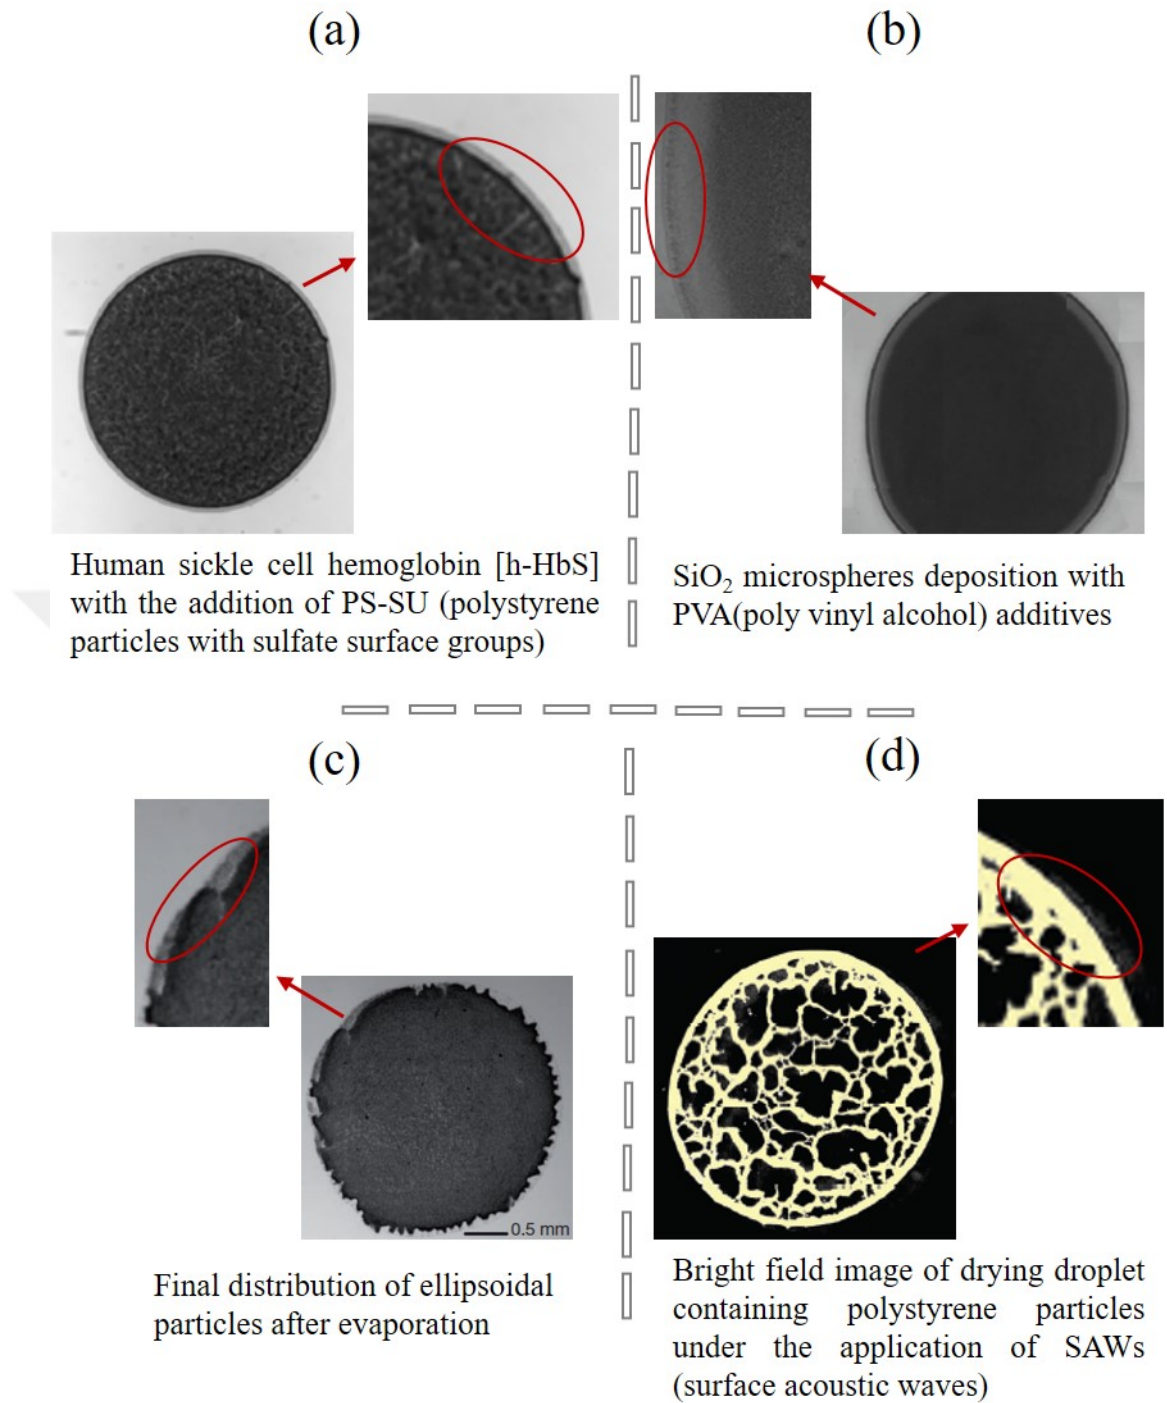 (a)
(b)
Human sickle cell hemoglobin [h-HbS]
with the addition of PS-SU (polystyrene
particles with sulfate surface groups)
SiO₂ microspheres deposition with
PVA(poly vinyl alcohol) additives
(c)
(d)
0.5 mm
Final distribution of ellipsoidal
particles after evaporation
Bright field image of drying droplet
containing polystyrene particles
under the application of SAWs
(surface acoustic waves)